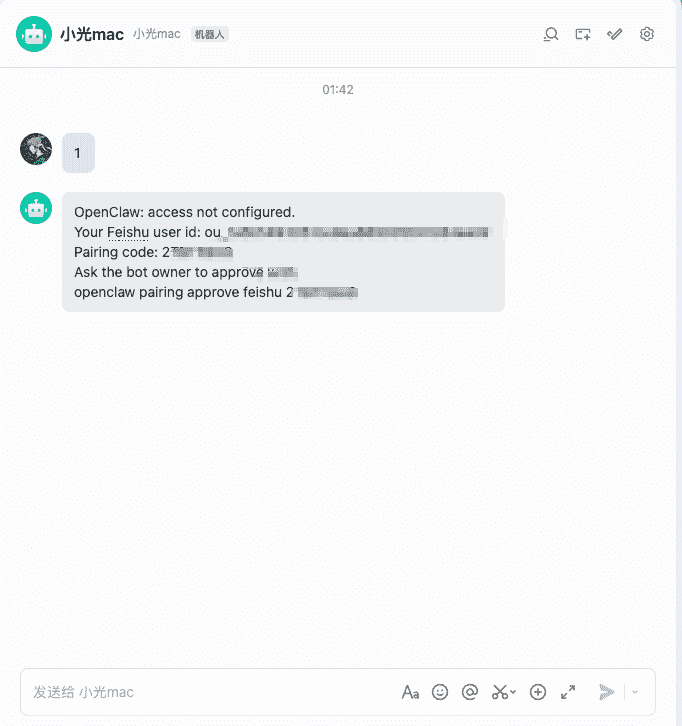 小光mac 小光mac 机器人
01:42
1
OpenClaw: access not configured.
Your Feishu user id: ou_
Pairing code: 2
Ask the bot owner to approve
openclaw pairing approve feishu 2
发送给 小光mac
Aa